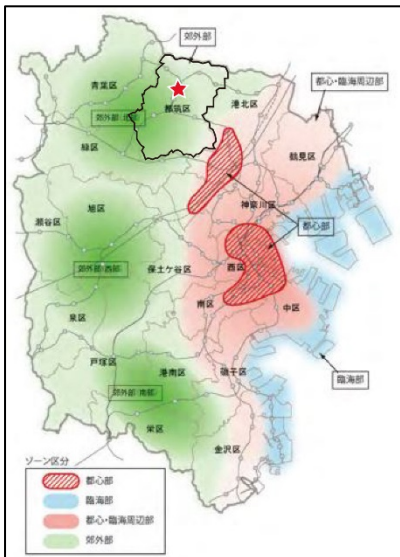 郊外部
青葉区
都筑区
港北区
都心・臨海周辺部
緑区
鶴見区
旭区
神奈川区
瀬谷区
都心部
郊外部(西部)
保土ケ谷区
西区
泉区
南区
中区
戸塚区
港南区
磯子区
臨海部
郊外部(南部)
栄区
金沢区
ゾーン区分
都心部
臨海部
都心・臨海周辺部
郊外部